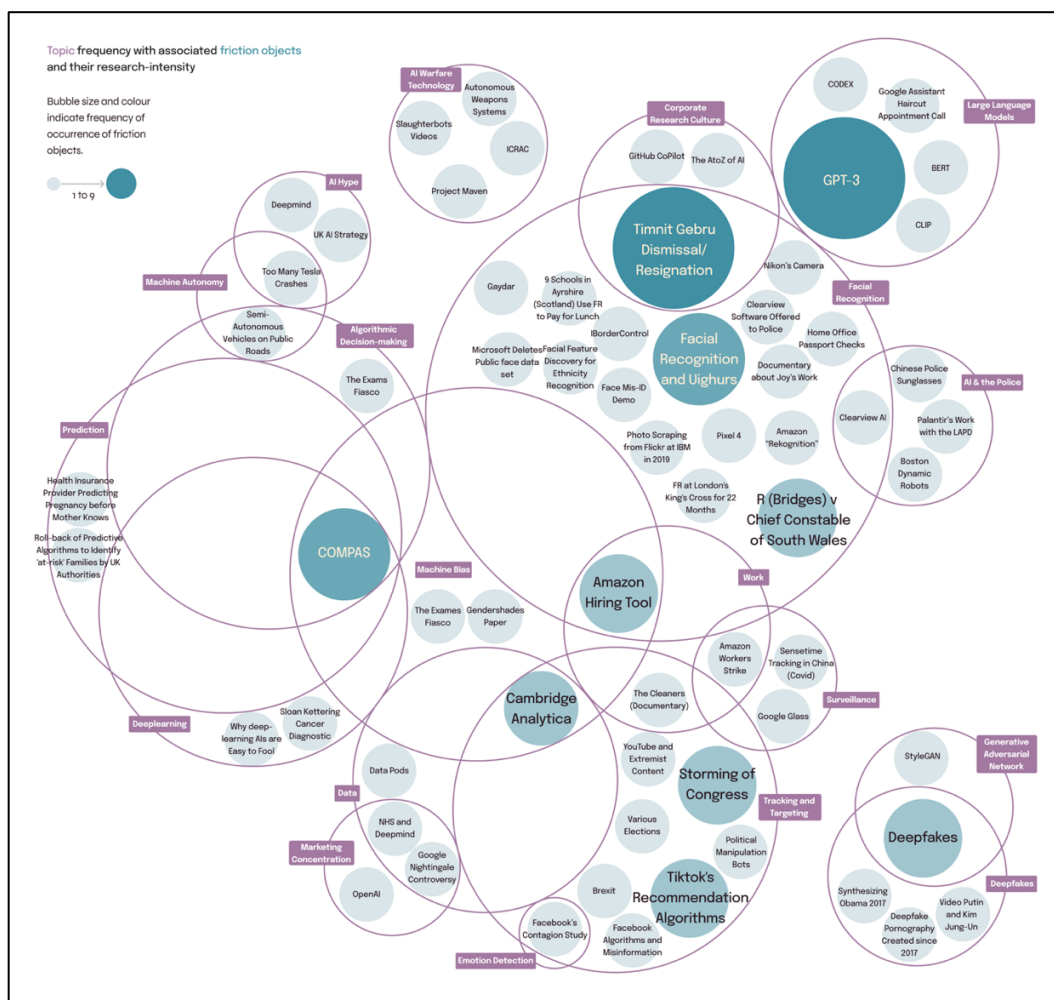 Topic frequency with associated friction objects
and their research-intensity
Bubble size and colour
indicate frequency of
occurrence of friction
objects.
1 TO 9
AI Warfare
Technology
Autonomous
Weapons
Systems
Slaughterbots
Videos
ICRAC
Project Maven
Corporate
Research Culture
GitHub CoPilot
The AtoZ of AI
Timnit Gebru
Dismissal/
Resignation
CODEX
Google Assistant
Haircut
Appointment Call
Large Language
Models
GPT-3
BERT
CLIP
AI Hype
Deepmind
UK AI Strategy
Too Many Tesla
Crashes
Machine Autonomy
Semi-
Autonomous
Vehicles on Public
Roads
Algorithmic
Decision-making
The Exams
Fiasco
Nikon's Camera
Facial
Recognition
Gaydar
9 Schools in
Ayrshire
(Scotland) Use FR
to Pay for Lunch
IBorderControl
Clearview
Software Offered
to Police
Home Office
Passport Checks
Facial
Recognition
and Uighurs
Microsoft Deletes
Public face data
set
Facial Feature
Discovery for
Ethnicity
Recognition
Face Mis-ID
Demo
Documentary
about Joy's Work
Photo Scraping
from Flickr at IBM
in 2019
Pixel 4
Amazon
"Rekognition"
FR at London's
King's Cross for 22
Months
R (Bridges) v
Chief Constable
of South Wales
Chinese Police
Sunglasses
AI & the Police
Clearview AI
Palantir's Work
with the LAPD
Boston
Dynamic
Robots
Prediction
Health Insurance
Provider Predicting
Pregnancy before
Mother Knows
Roll-back of Predictive
Algorithms to Identify
'at-risk' Families by UK
Authorities
COMPAS
Machine Bias
The Exames
Fiasco
Gendershades
Paper
Amazon
Hiring Tool
Work
Amazon
Workers
Strike
Sensetime
Tracking in China
(Covid)
Google Glass
Surveillance
The Cleaners
(Documentary)
Cambridge
Analytica
Deeplearning
Why deep-
learning AIs are
Easy to Fool
Sloan Kettering
Cancer
Diagnostic
Data Pods
Data
NHS and
Deepmind
Marketing
Concentration
Google
Nightingale
Controversy
OpenAI
YouTube and
Extremist
Content
Storming of
Congress
Tracking and
Targeting
Various
Elections
Political
Manipulation
Bots
Brexit
Tiktok's
Recommendation
Algorithms
Facebook's
Contagion Study
Facebook
Algorithms and
Misinformation
Emotion Detection
Generative
Adversarial
Network
StyleGAN
Deepfakes
Deepfakes
Synthesizing
Obama 2017
Deepfake
Pornography
Created since
2017
Video Putin and
Kim
Jung-Un